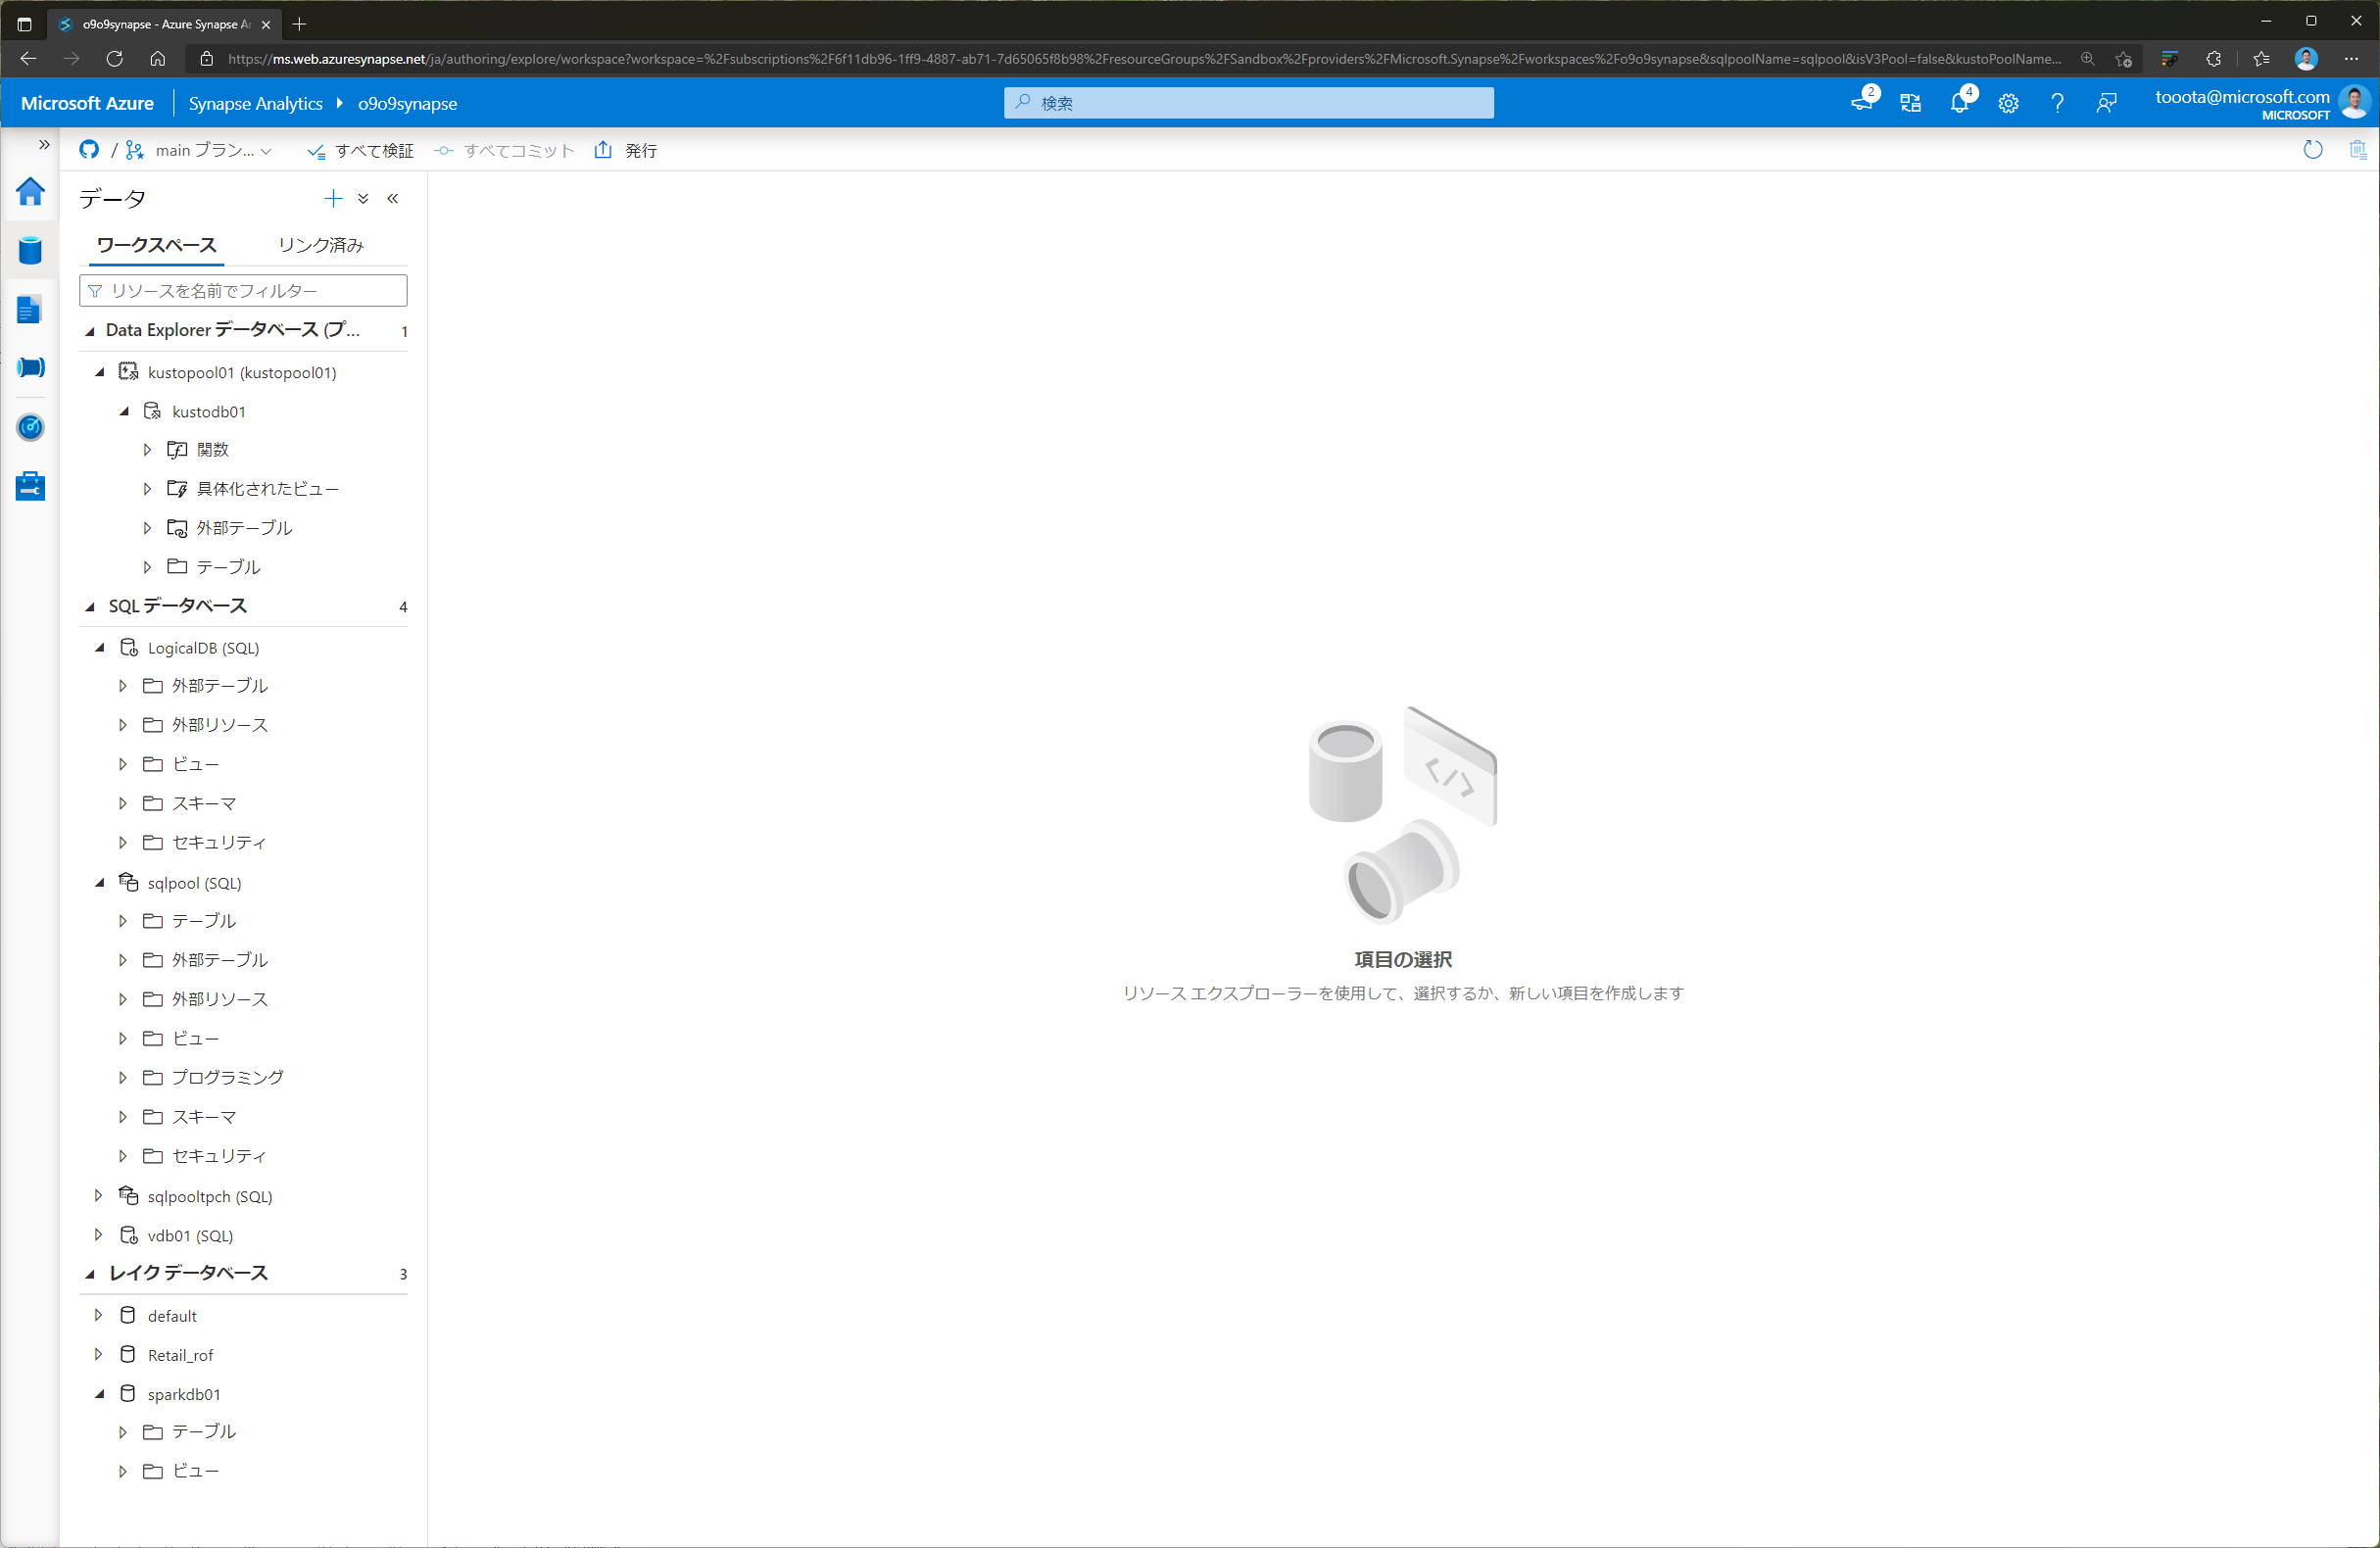 o9o9synapse - Azure Synapse An
https://ms.web.azuresynapse.net/ja/authoring/explore/workspace?workspace=%2Fsubscriptions%2F6f11db96-1ff9-4887-ab71-7d65065f8b98%2FresourceGroups%2FSandbox%2Fproviders%2FMicrosoft.Synapse%2Fworkspaces%2Fo9o9synapse&sqlpoolName=sqlpool&isV3Pool=false&kustoPoolName...
Microsoft Azure Synapse Analytics o9o9synapse 検索 2 4 tooota@microsoft.com
MICROSOFT
/ main ブラン... すべて検証 すべてコミット 発行
データ
ワークスペース リンク済み
リソースを名前でフィルター
Data Explorer データベース (プ... 1
kustopool01 (kustopool01)
kustodb01
関数
具体化されたビュー
外部テーブル
テーブル
SQL データベース 4
LogicalDB (SQL)
外部テーブル
外部リソース
ビュー
スキーマ
セキュリティ
sqlpool (SQL)
テーブル
外部テーブル
外部リソース
ビュー
プログラミング
スキーマ
セキュリティ
sqlpooltpch (SQL)
vdb01 (SQL)
レイク データベース 3
default
Retail_rof
sparkdb01
テーブル
ビュー
項目の選択
リソース エクスプローラーを使用して、選択するか、新しい項目を作成します